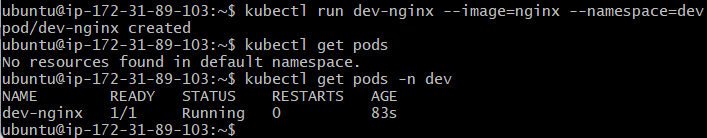 ubuntu@ip-172-31-89-103:~$ kubectl run dev-nginx --image=nginx --namespace=dev
pod/dev-nginx created
ubuntu@ip-172-31-89-103:~$ kubectl get pods
No resources found in default namespace.
ubuntu@ip-172-31-89-103:~$ kubectl get pods -n dev
NAME        READY   STATUS    RESTARTS   AGE
dev-nginx   1/1     Running   0          83s
ubuntu@ip-172-31-89-103:~$